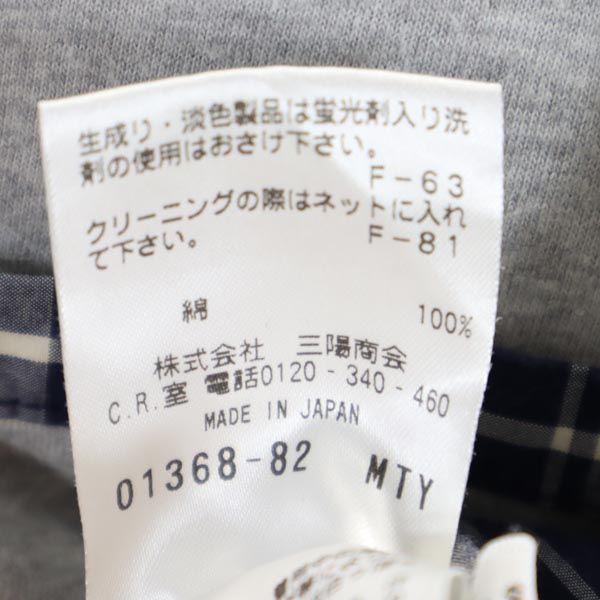 生成り・淡色製品は蛍光剤入り洗
剤の使用はおさけ下さい。
F-63
クリーニングの際はネットに入れ
て下さい。 F-81
綿 100%
株式会社 三陽商会
C.R.室 電話0120-340-460
MADE IN JAPAN
01368-82 MTY